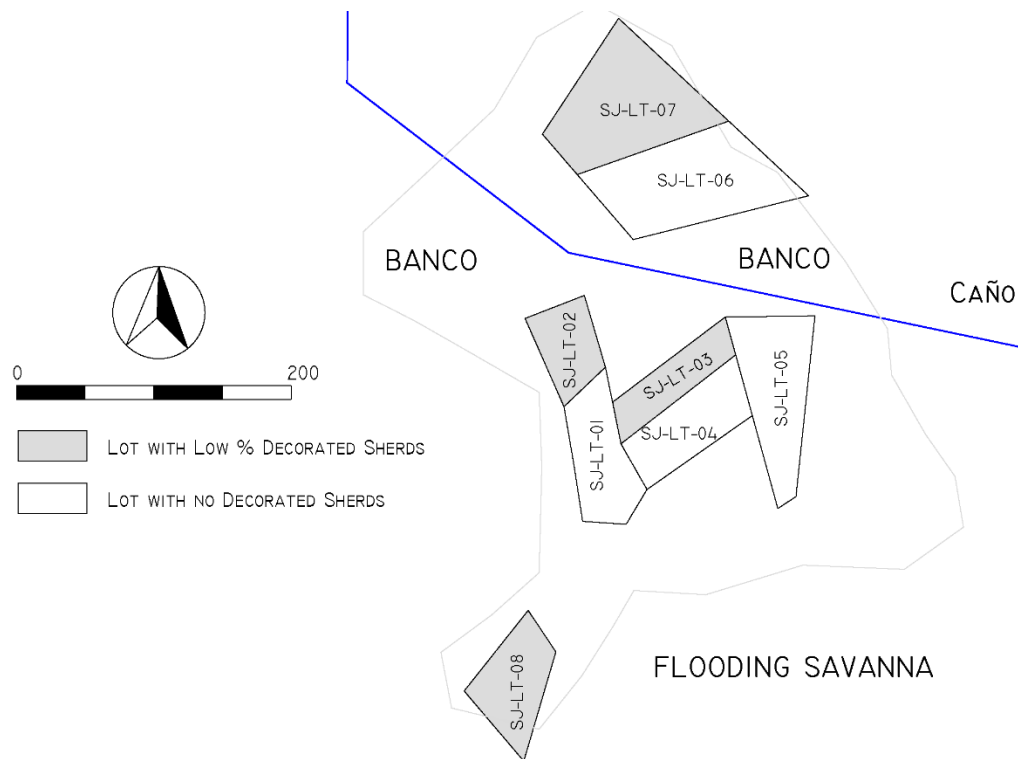 SJ-LT-07
SJ-LT-06
BANCO
BANCO
CAÑO
SJ-LT-02
SJ-LT-03
SJ-LT-05
SJ-LT-04
SJ-LT-01
0 200
LOT WITH LOW % DECORATED SHERDS
LOT WITH NO DECORATED SHERDS
SJ-LT-08
FLOODING SAVANNA